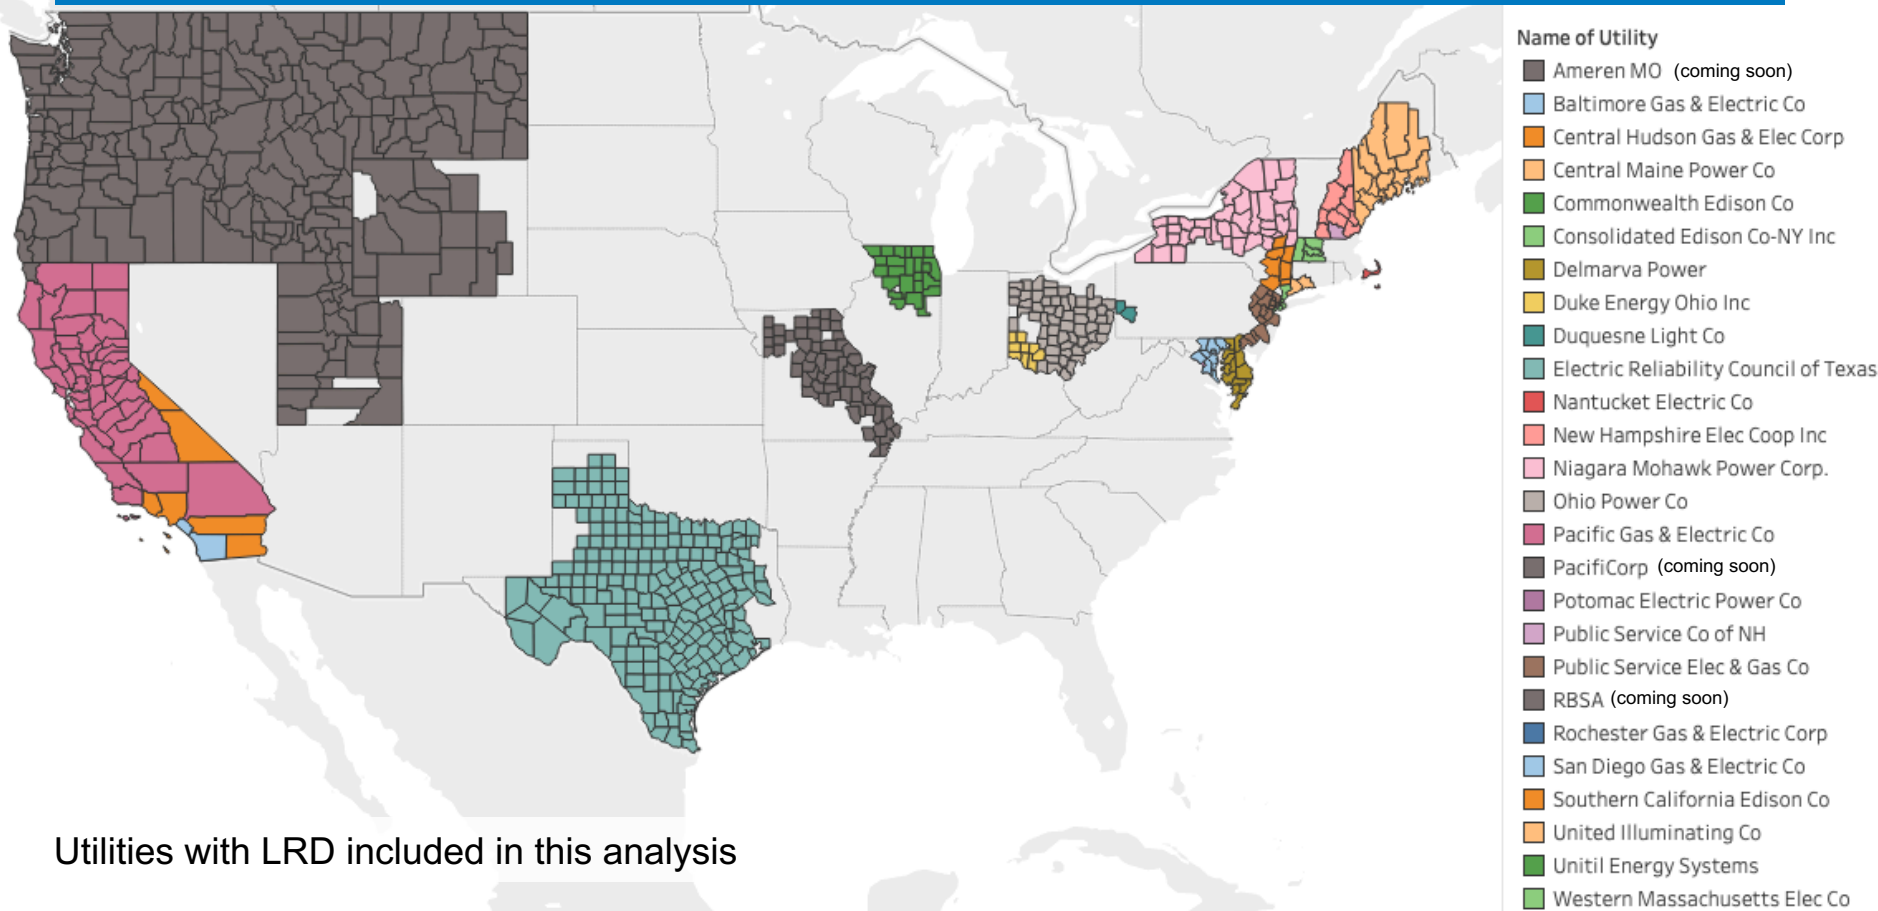 Name of Utility
Ameren MO (coming soon)
Baltimore Gas & Electric Co
Central Hudson Gas & Elec Corp
Central Maine Power Co
Commonwealth Edison Co
Consolidated Edison Co-NY Inc
Delmarva Power
Duke Energy Ohio Inc
Duquesne Light Co
Electric Reliability Council of Texas
Nantucket Electric Co
New Hampshire Elec Coop Inc
Niagara Mohawk Power Corp.
Ohio Power Co
Pacific Gas & Electric Co
PacifiCorp (coming soon)
Potomac Electric Power Co
Public Service Co of NH
Public Service Elec & Gas Co
RBSA (coming soon)
Rochester Gas & Electric Corp
San Diego Gas & Electric Co
Southern California Edison Co
United Illuminating Co
Unitil Energy Systems
Western Massachusetts Elec Co
Utilities with LRD included in this analysis